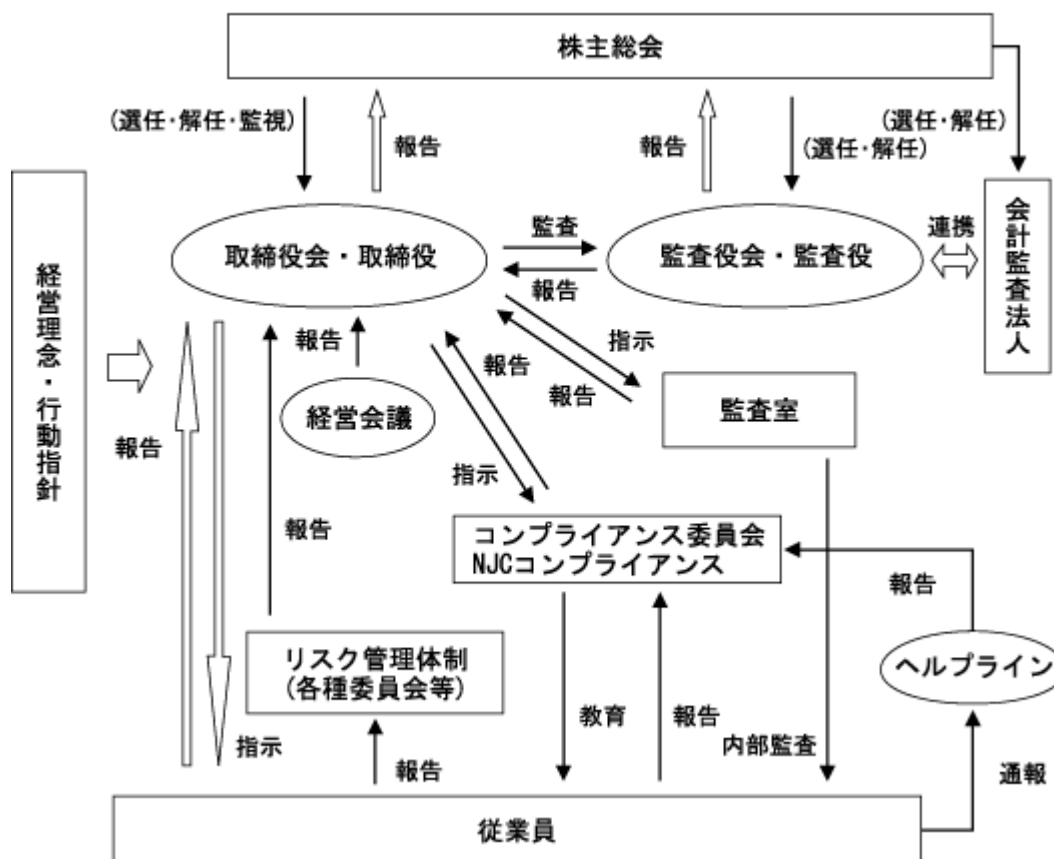 株主総会
(選任・解任・監視)
報告
報告
(選任・解任)
(選任・解任)
経営理念・行動指針
取締役会・取締役
監査
報告
監査役会・監査役
連携
会計監査法人
報告
経営会議
報告
報告
指示
監査室
報告
指示
報告
コンプライアンス委員会
NJCコンプライアンス
報告
ヘルプライン
リスク管理体制
(各種委員会等)
指示
報告
教育
報告
内部監査
通報
従業員